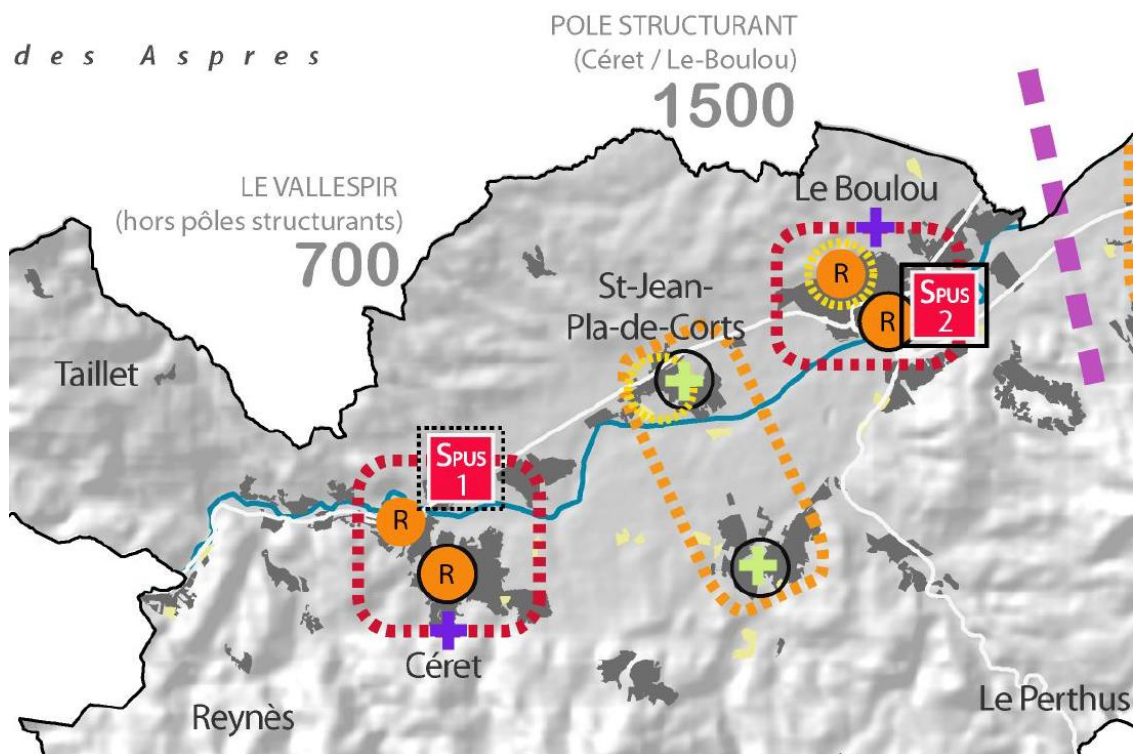 POLE STRUCTURANT
(Céret / Le-Boulou)
1500
des Aspres
LE VALLESPIR
(hors pôles structurants)
700
Le Boulou
R
R
SPUS
2
St-Jean-
Pla-de-Corts
Taillet
SPUS
1
R
R
Céret
Reynès
Le Perthus